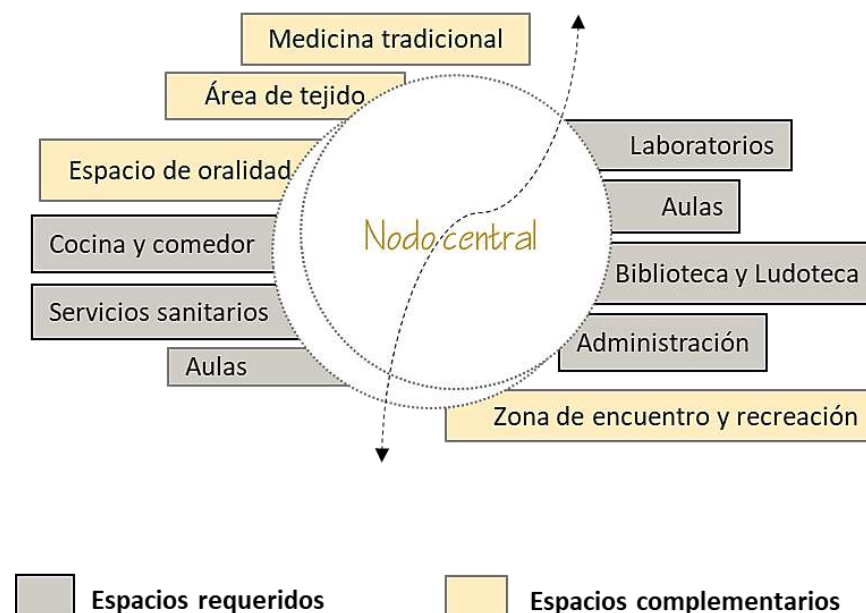 Medicina tradicional
Área de tejido
Espacio de oralidad
Cocina y comedor
Servicios sanitarios
Aulas
Nodo central
Laboratorios
Aulas
Biblioteca y Ludoteca
Administración
Zona de encuentro y recreación
Espacios requeridos
Espacios complementarios